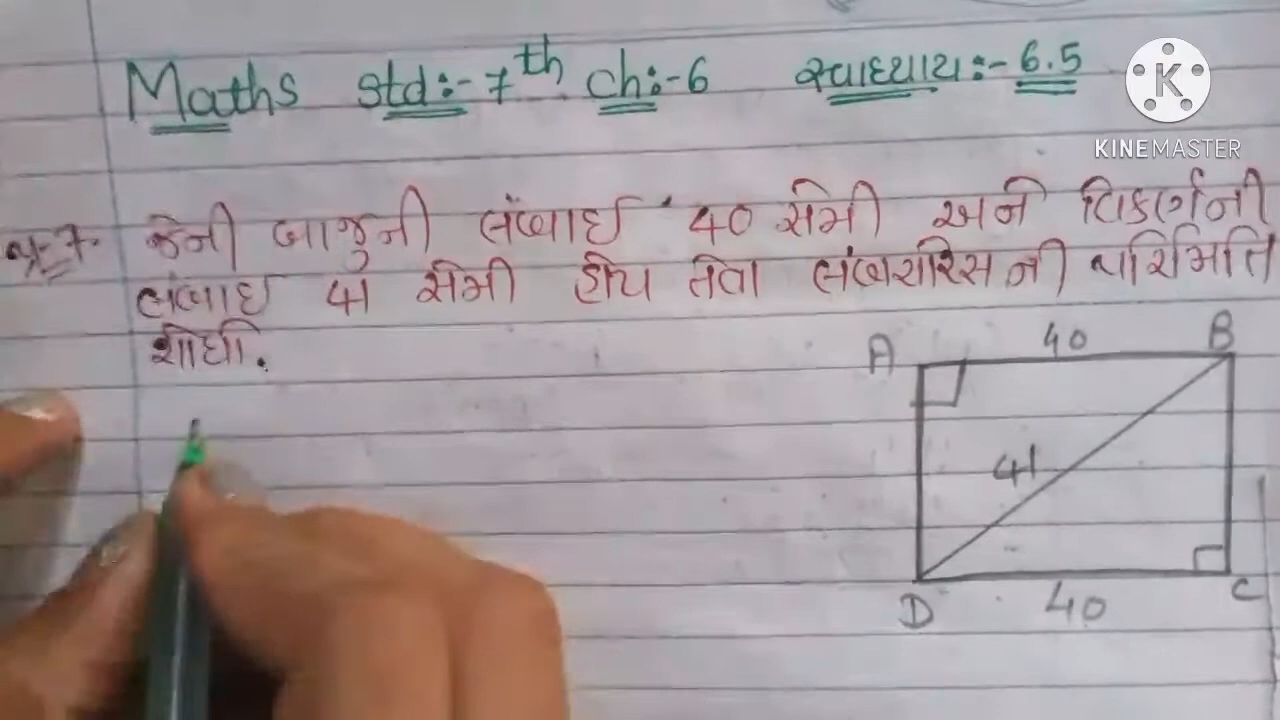 Maths std:- 7th ch:-6 સ્વાધ્યાય:- 6.5
KINEMASTER
પ્ર-7. જેની બાજુની લંબાઈ 40 સેમી અને વિકર્ણની
લંબાઈ 41 સેમી હોય તેવા લંબચોરસની પરિમિતિ
શોધો.
A 40 B
41
D 40 C